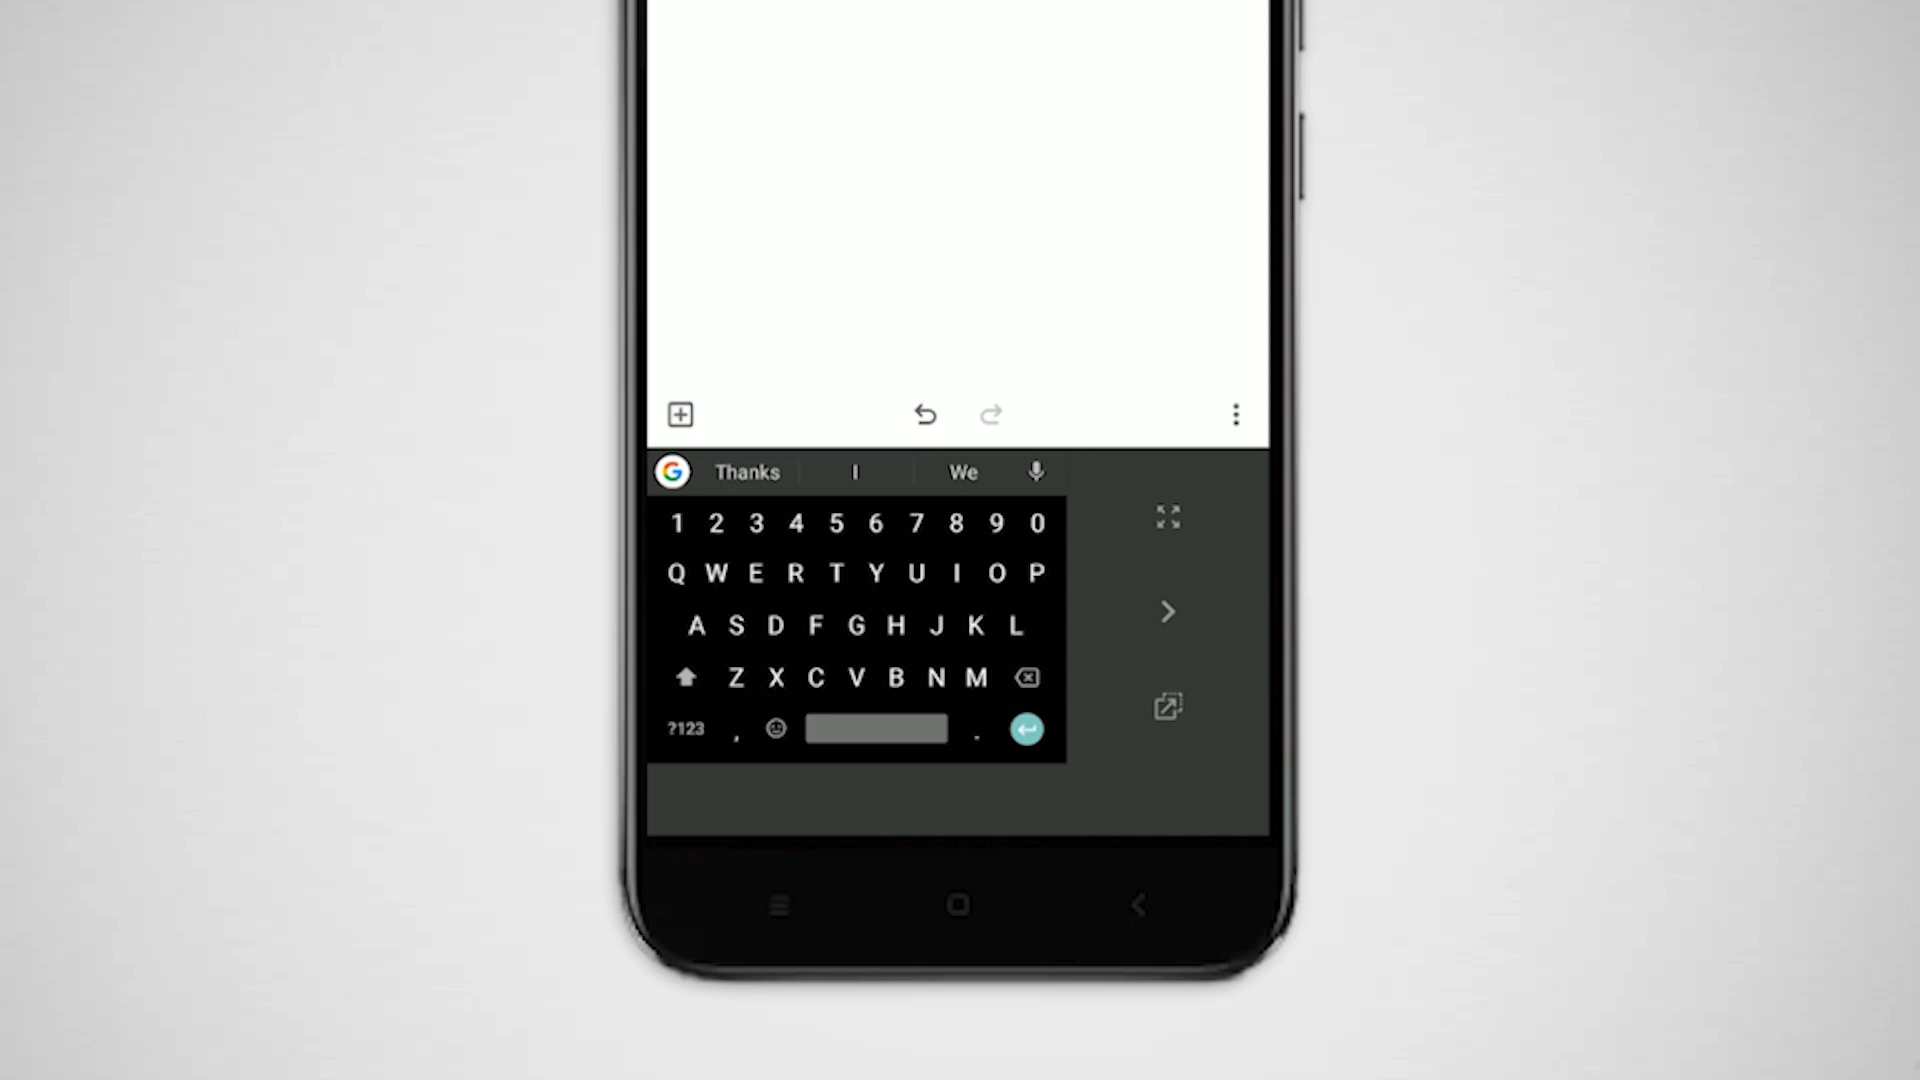 G Thanks I We
1 2 3 4 5 6 7 8 9 0
Q W E R T Y U I O P
A S D F G H J K L
Z X C V B N M
?123 , .